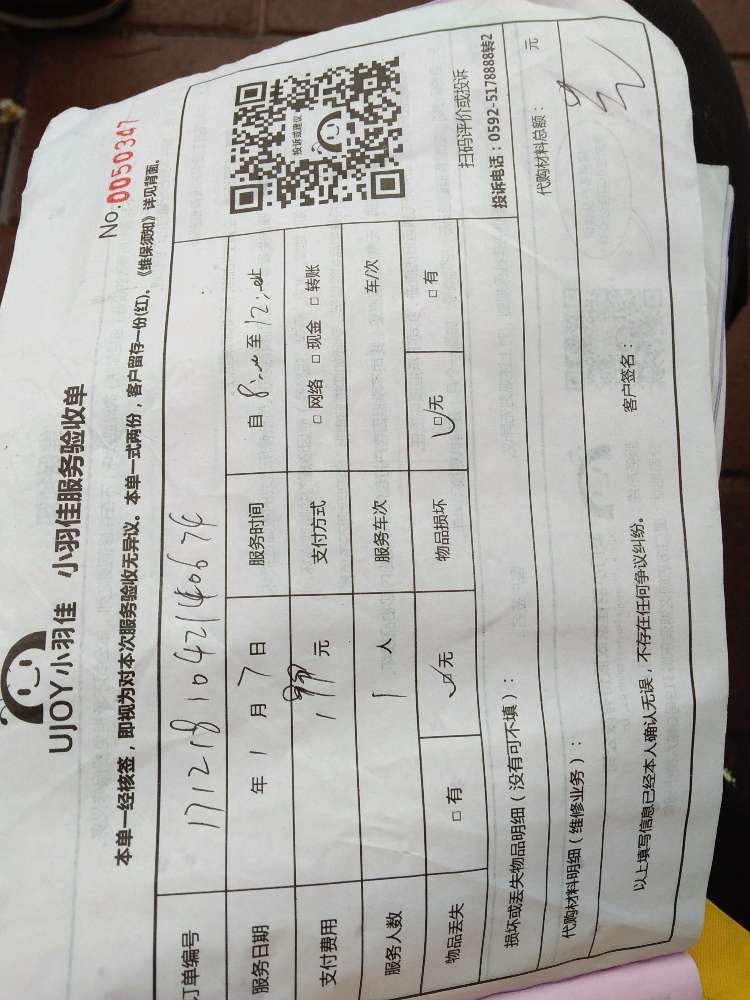 UJOY小羽佳 小羽佳服务验收单
No.0050347
本单一经核签，即视为对本次服务验收无异议。本单一式两份，客户留存一份(红)。《维保须知》详见背面。
订单编号 171218104214067
服务日期 年 1 月 7 日 服务时间 自 8:00 至 12:00
支付费用 199 元 支付方式 □ 网络 □ 现金 □ 转账
服务人数 1 人 服务车次 车/次
物品丢失 □ 有 □ 无 物品损坏 □ 无 □ 有
投诉或建议
扫码评价或投诉
投诉电话：0592-5178888转2
损坏或丢失物品明细（没有可不填）：
代购材料明细（维修业务）： 代购材料总额： 元
以上填写信息已经本人确认无误，不存在任何争议纠纷。 客户签名：